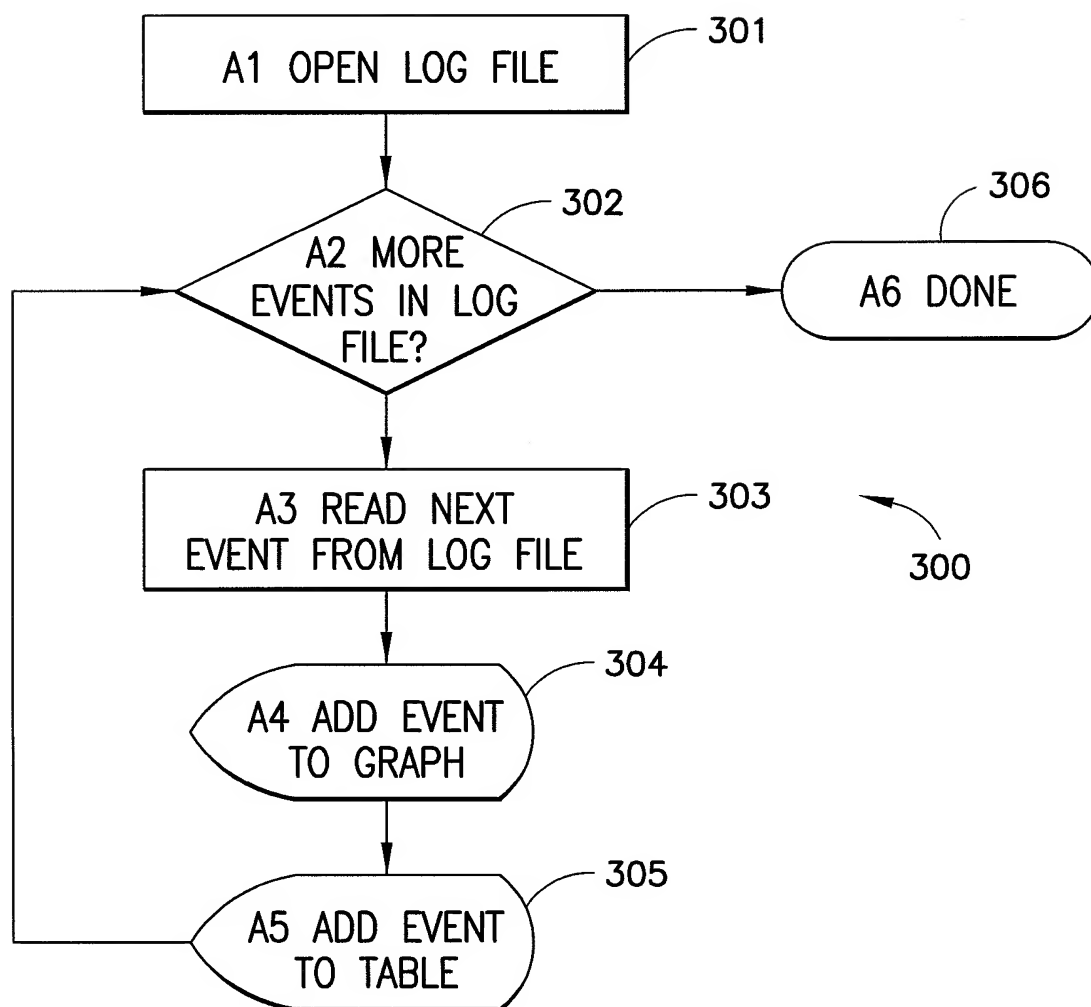 A1 OPEN LOG FILE
301
302
A2 MORE
EVENTS IN LOG
FILE?
306
A6 DONE
A3 READ NEXT
EVENT FROM LOG FILE
303
300
304
A4 ADD EVENT
TO GRAPH
305
A5 ADD EVENT
TO TABLE